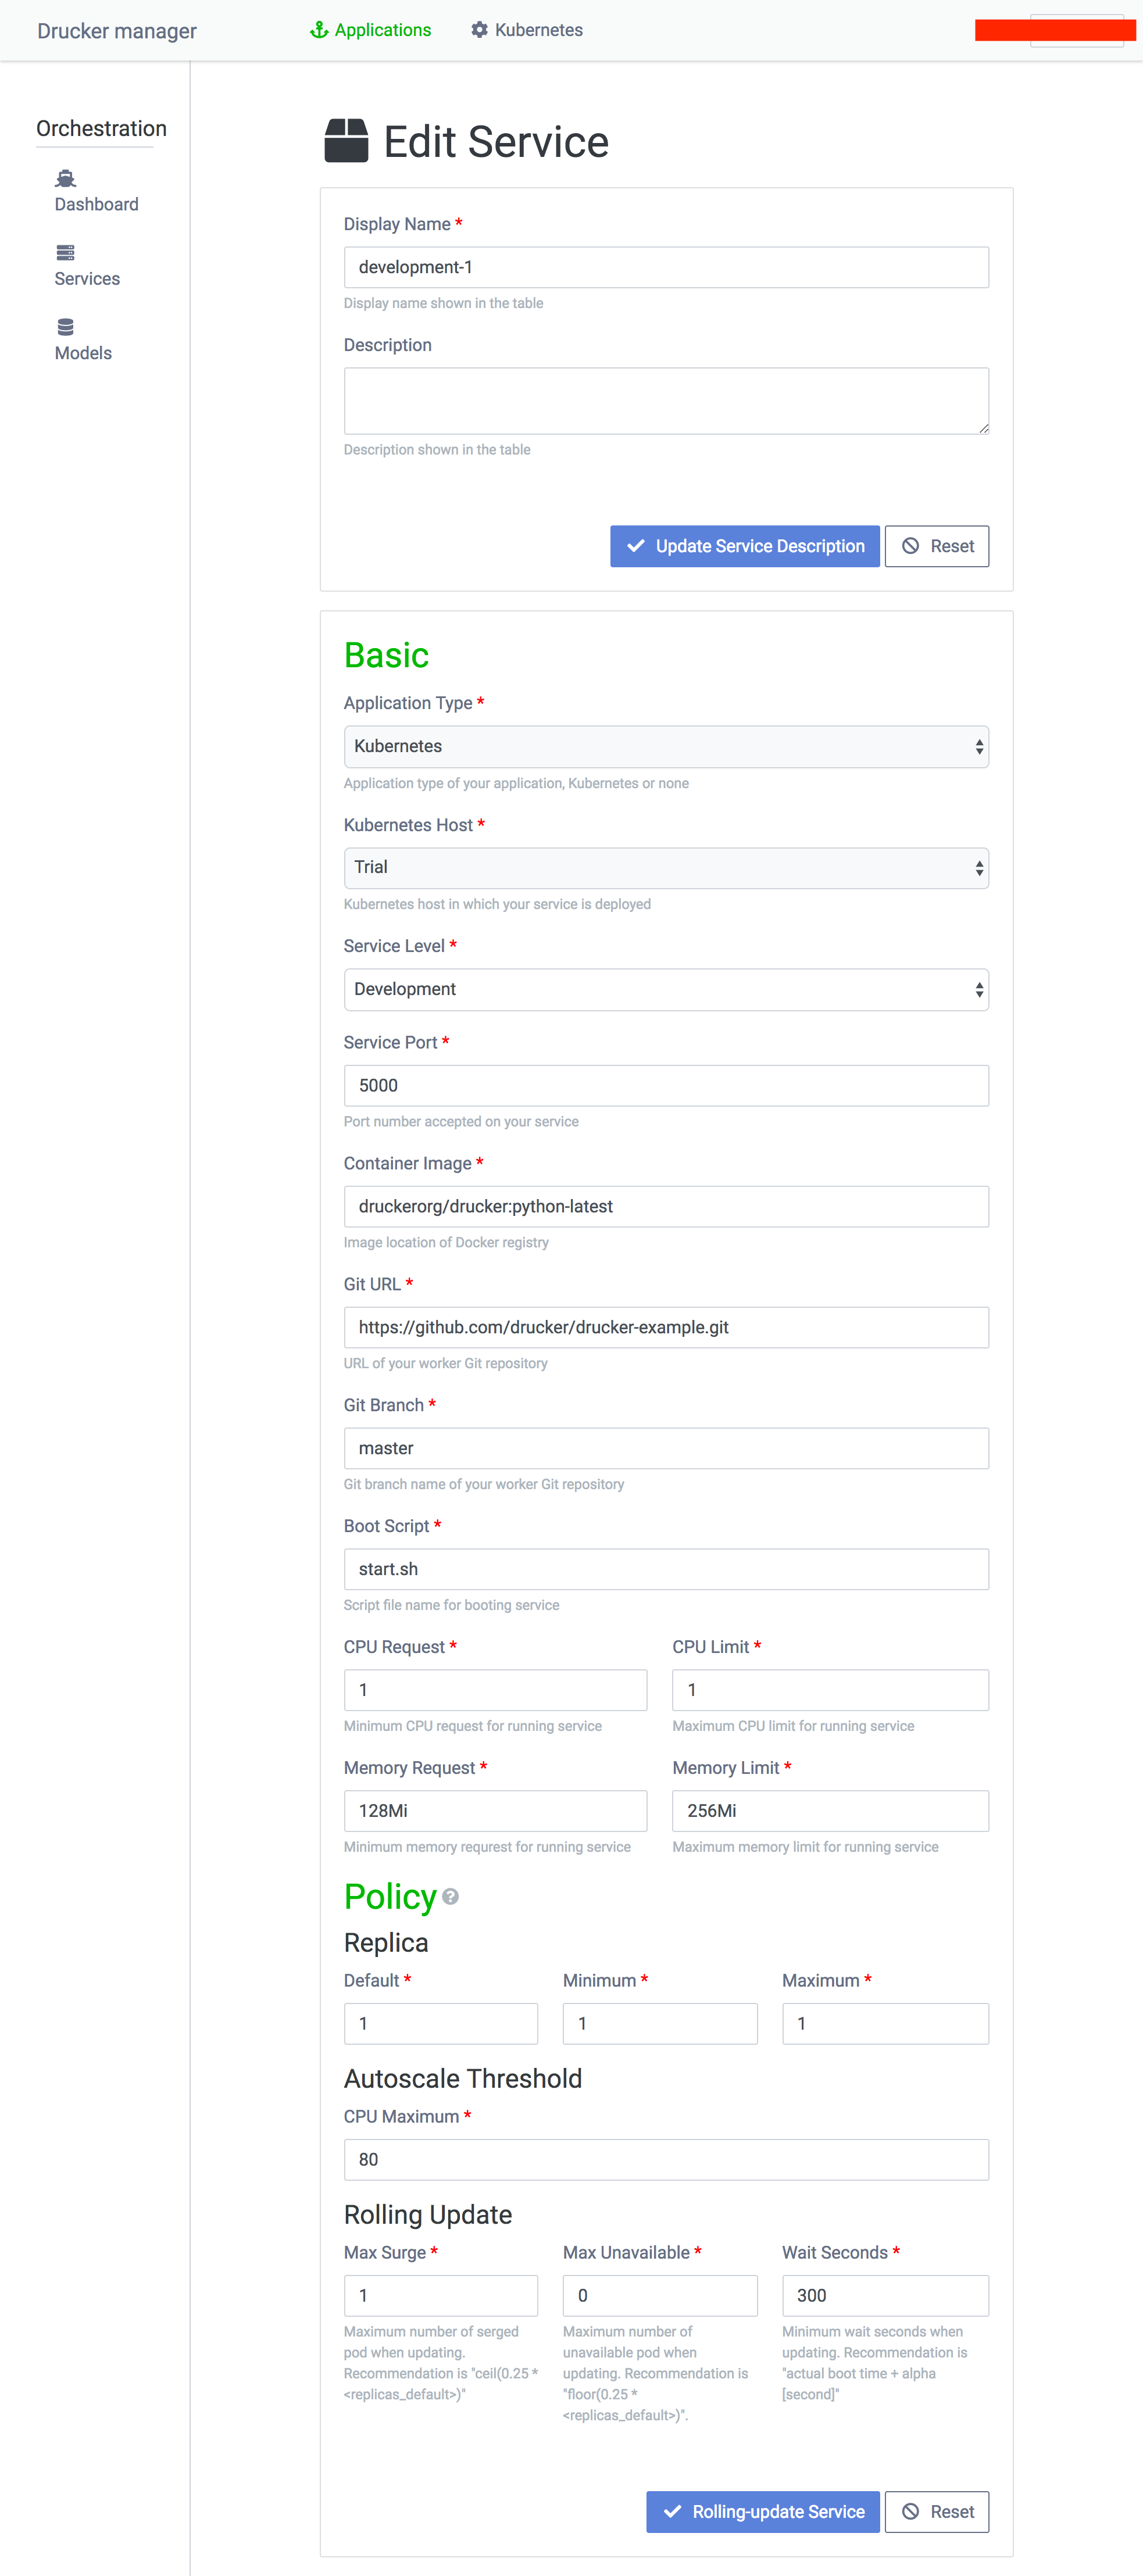 Drucker manager
Applications
Kubernetes
Orchestration
Dashboard
Services
Models
Edit Service
Display Name *
development-1
Display name shown in the table
Description
Description shown in the table
Update Service Description
Reset
Basic
Application Type *
Kubernetes
Application type of your application, Kubernetes or none
Kubernetes Host *
Trial
Kubernetes host in which your service is deployed
Service Level *
Development
Service Port *
5000
Port number accepted on your service
Container Image *
druckerorg/drucker:python-latest
Image location of Docker registry
Git URL *
https://github.com/drucker/drucker-example.git
URL of your worker Git repository
Git Branch *
master
Git branch name of your worker Git repository
Boot Script *
start.sh
Script file name for booting service
CPU Request *
1
Minimum CPU request for running service
CPU Limit *
1
Maximum CPU limit for running service
Memory Request *
128Mi
Minimum memory requrest for running service
Memory Limit *
256Mi
Maximum memory limit for running service
Policy ?
Replica
Default *
1
Minimum *
1
Maximum *
1
Autoscale Threshold
CPU Maximum *
80
Rolling Update
Max Surge *
1
Maximum number of serged
pod when updating.
Recommendation is "ceil(0.25 *
<replicas_default>)"
Max Unavailable *
0
Maximum number of
unavailable pod when
updating. Recommendation is
"floor(0.25 *
<replicas_default>)".
Wait Seconds *
300
Minimum wait seconds when
updating. Recommendation is
"actual boot time + alpha
[second]"
Rolling-update Service
Reset